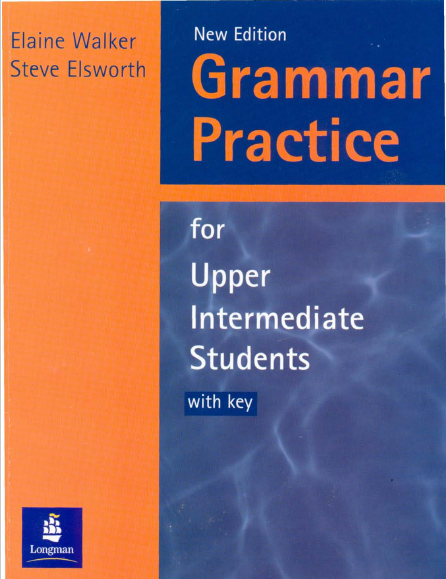 Elaine Walker
Steve Elsworth
New Edition
Grammar
Practice
for
Upper
Intermediate
Students
with key
Longman